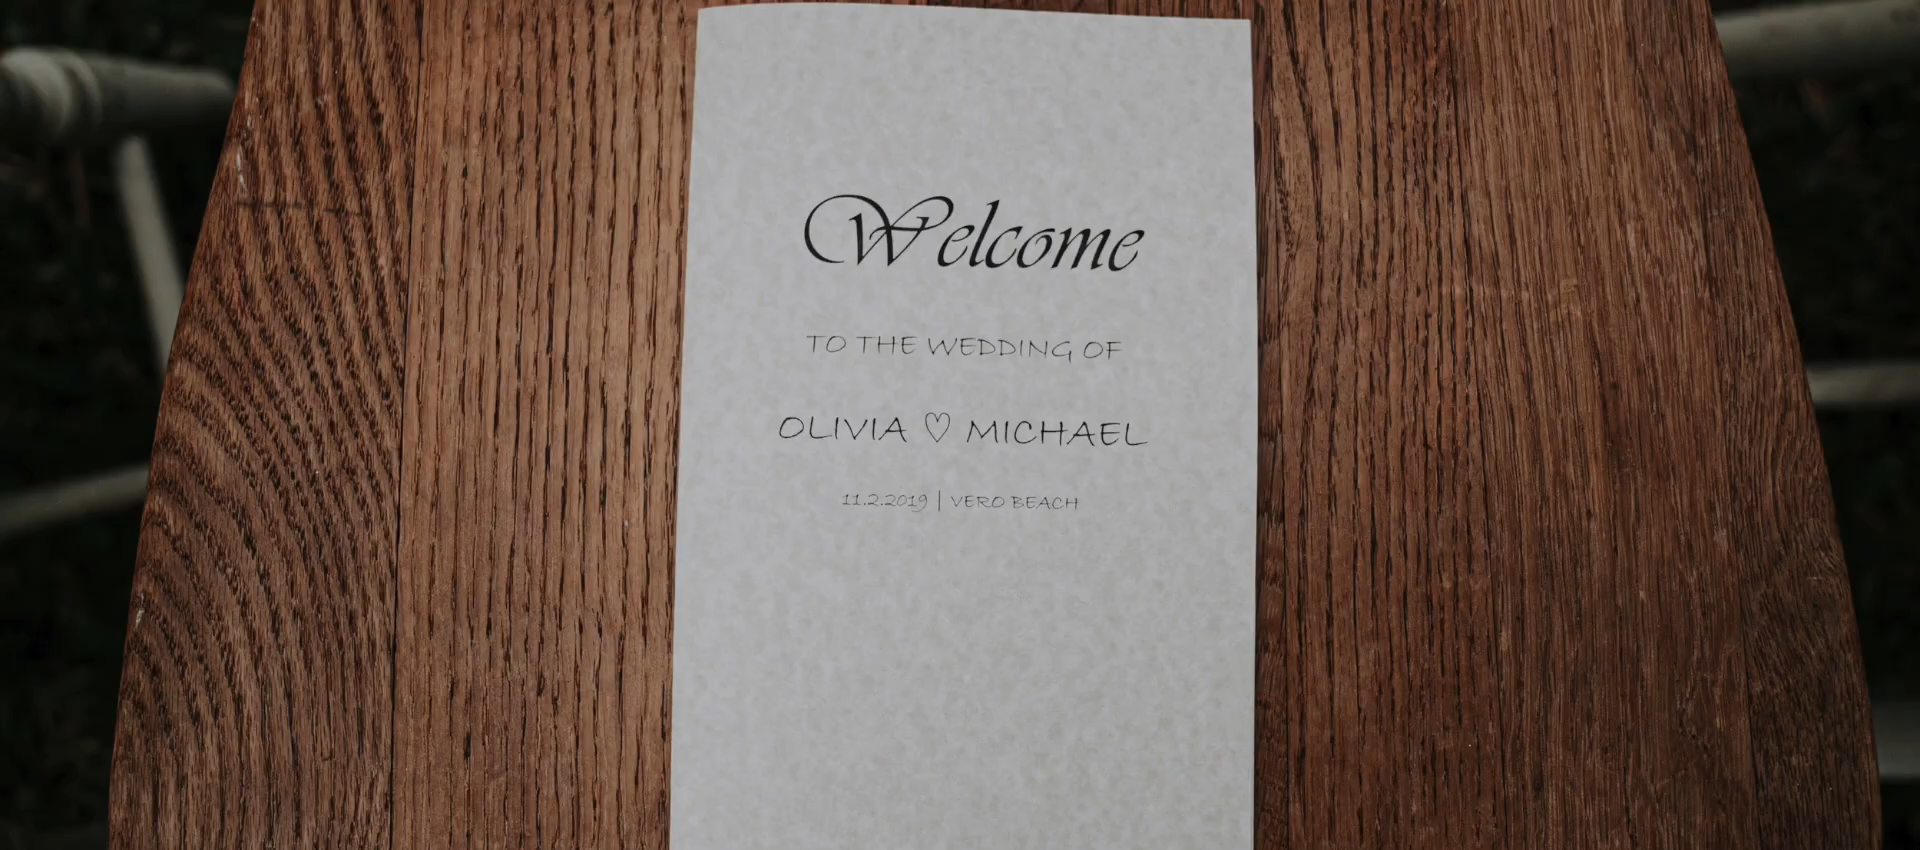 Welcome
TO THE WEDDING OF
OLIVIA ♡ MICHAEL
11.2.2019 | VERO BEACH